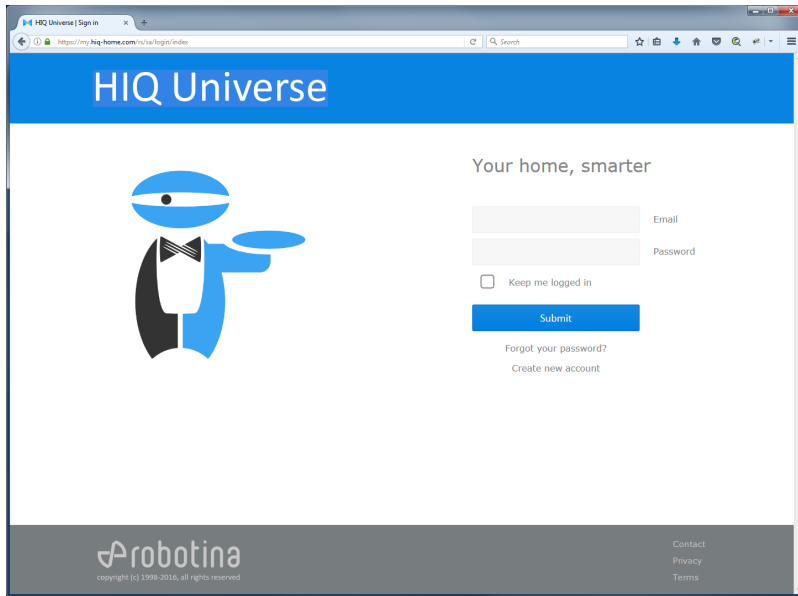 HIQ Universe | Sign in
https://my.hiq-home.com/rs/sa/login/index
Search
HIQ Universe
Your home, smarter
Email
Password
Keep me logged in
Submit
Forgot your password?
Create new account
robotina
copyright (c) 1998-2016, all rights reserved
Contact
Privacy
Terms